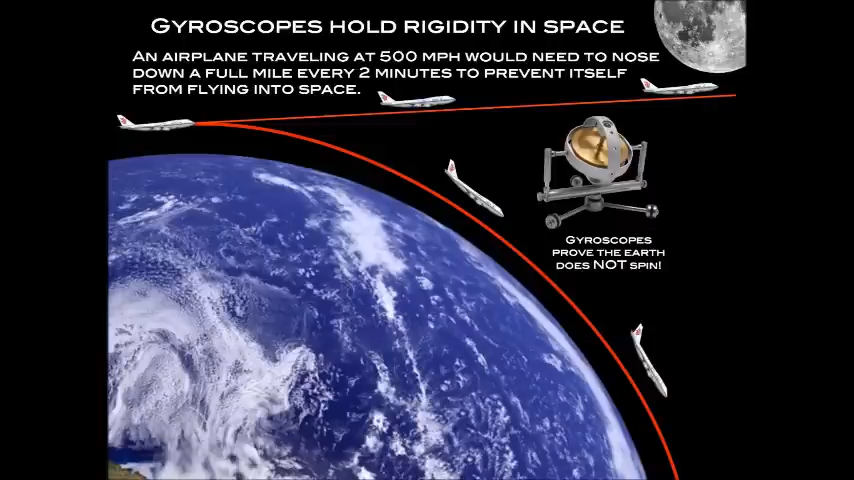 Gyroscopes hold rigidity in space
An airplane traveling at 500 mph would need to nose
down a full mile every 2 minutes to prevent itself
from flying into space.
Gyroscopes
prove the earth
does NOT spin!